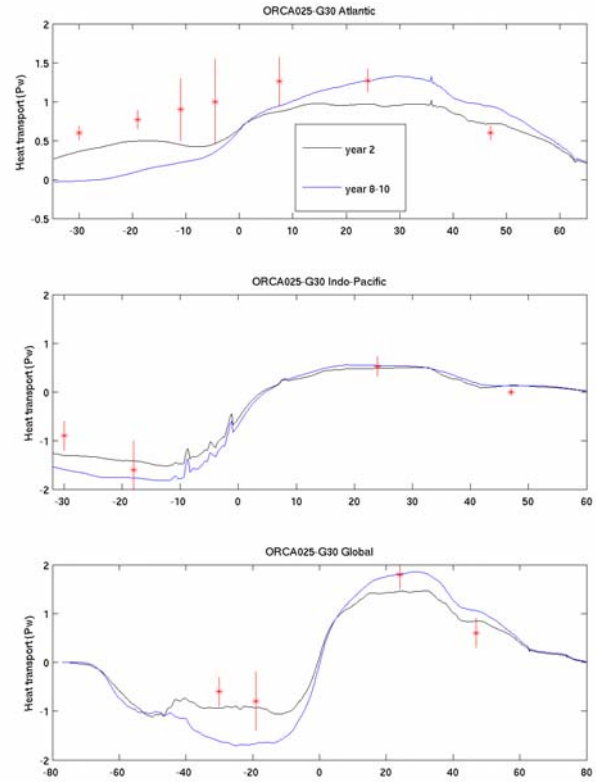 ORCA025-G30 Atlantic
2
1.5
1
0.5
0
0.5
Heat transport (Pw)
year 2
year 8-10
-30 -20 -10 0 10 20 30 40 50 60
ORCA025-G30 Indo-Pacific
2
1
0
-1
-2
Heat transport (Pw)
-30 -20 -10 0 10 20 30 40 50 60
ORCA025-G30 Global
2
1
0
-1
-2
Heat transport (Pw)
-80 -60 -40 -20 0 20 40 60 80